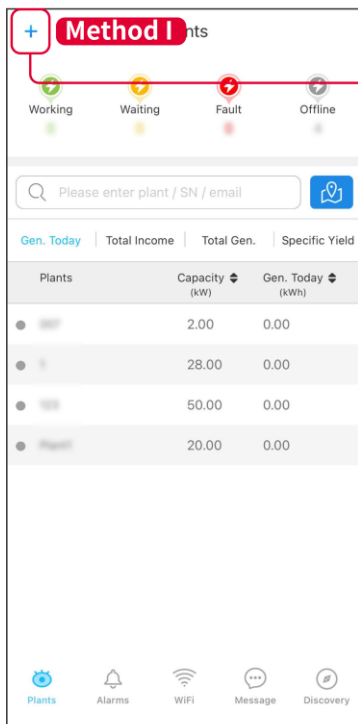 + Method I nts
Working Waiting Fault Offline
Please enter plant / SN / email
Gen. Today Total Income Total Gen. Specific Yield
Plants Capacity Gen. Today
(kW) (kWh)
2.00 0.00
28.00 0.00
50.00 0.00
20.00 0.00
Plants Alarms WiFi Message Discovery